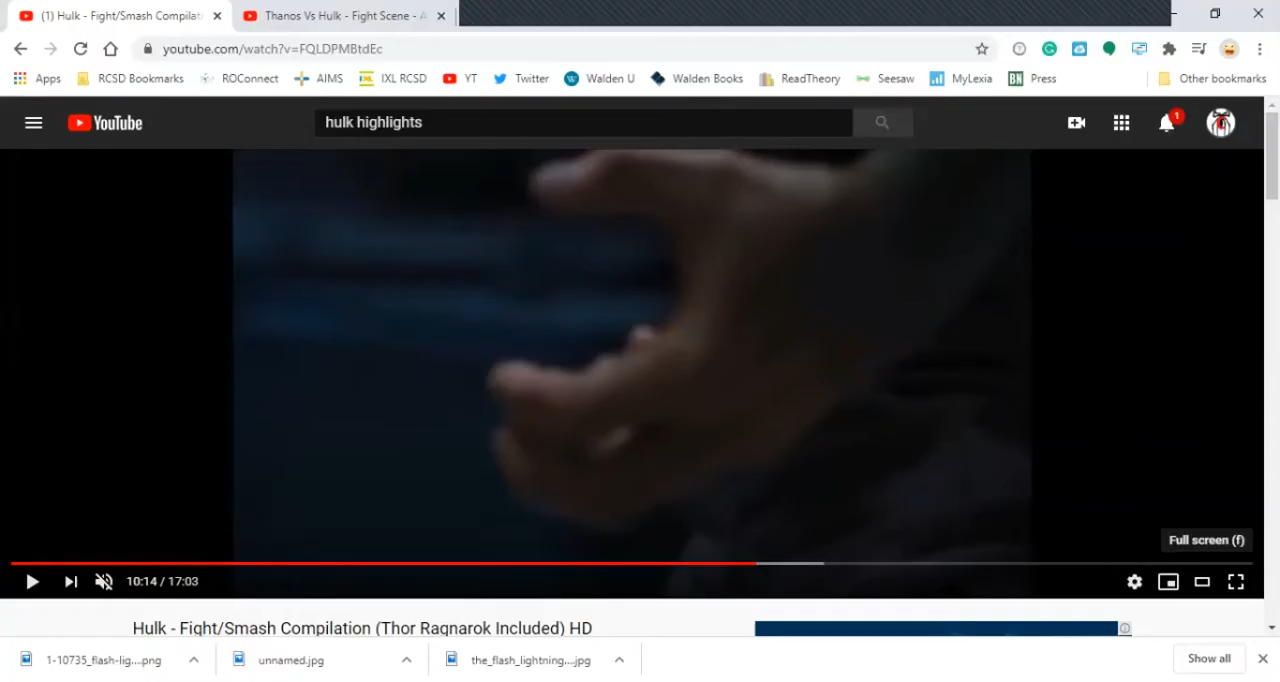 (1) Hulk - Fight/Smash Compilat
Thanos Vs Hulk - Fight Scene - A
youtube.com/watch?v=FQLDPMBtdEc
Apps RCSD Bookmarks ROConnect AIMS IXL RCSD YT Twitter Walden U Walden Books ReadTheory Seesaw MyLexia BN Press Other bookmarks
YouTube hulk highlights 1
Full screen (f)
10:14 / 17:03
Hulk - Fight/Smash Compilation (Thor Ragnarok Included) HD
1-10735_flash-lig....png unnamed.jpg the_flash_lightning....jpg Show all